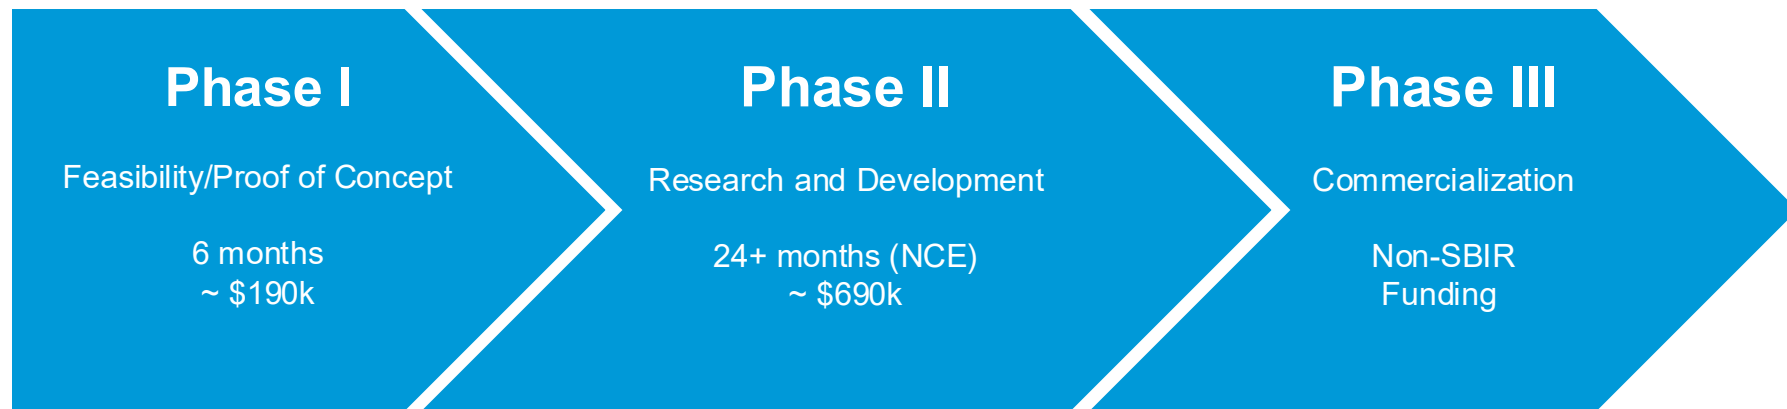 Phase I
Feasibility/Proof of Concept
6 months
~ $190k
Phase II
Research and Development
24+ months (NCE)
~ $690k
Phase III
Commercialization
Non-SBIR
Funding